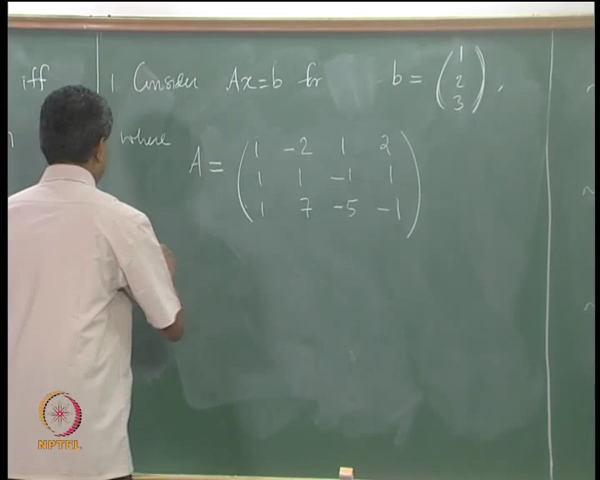 iff
1 Consider Ax=b for b = (1 2 3),
where A = (1 -2 1 2
1 1 -1 1
1 7 -5 -1)
NPTEL